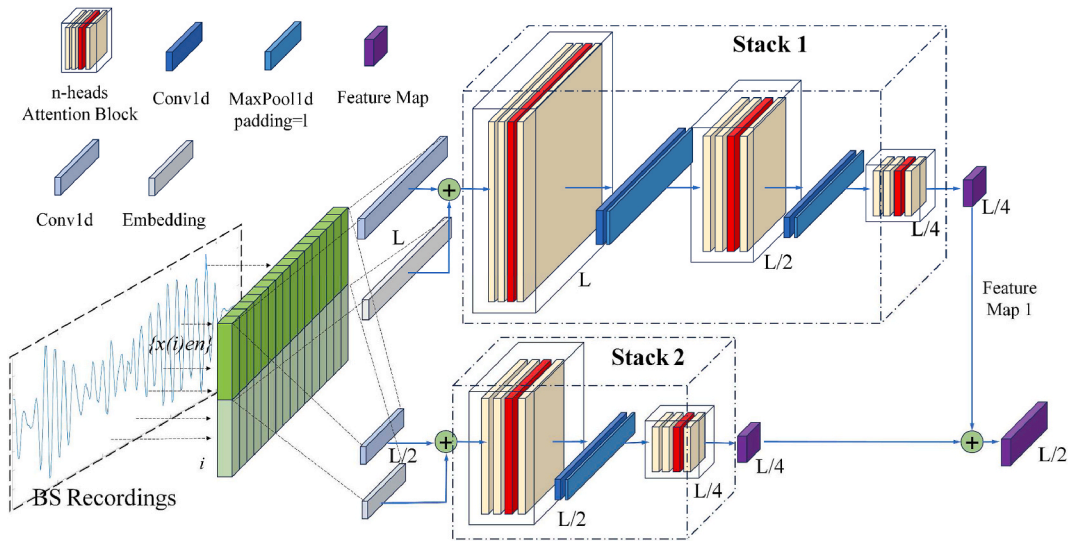 n-heads
Attention Block
Conv1d
MaxPool1d
padding=l
Feature Map
Conv1d
Embedding
Stack 1
L
L
L/2
L/4
L/4
Feature
Map 1
{x(i)en}
i
BS Recordings
Stack 2
L/2
L/2
L/4
L/4
L/2